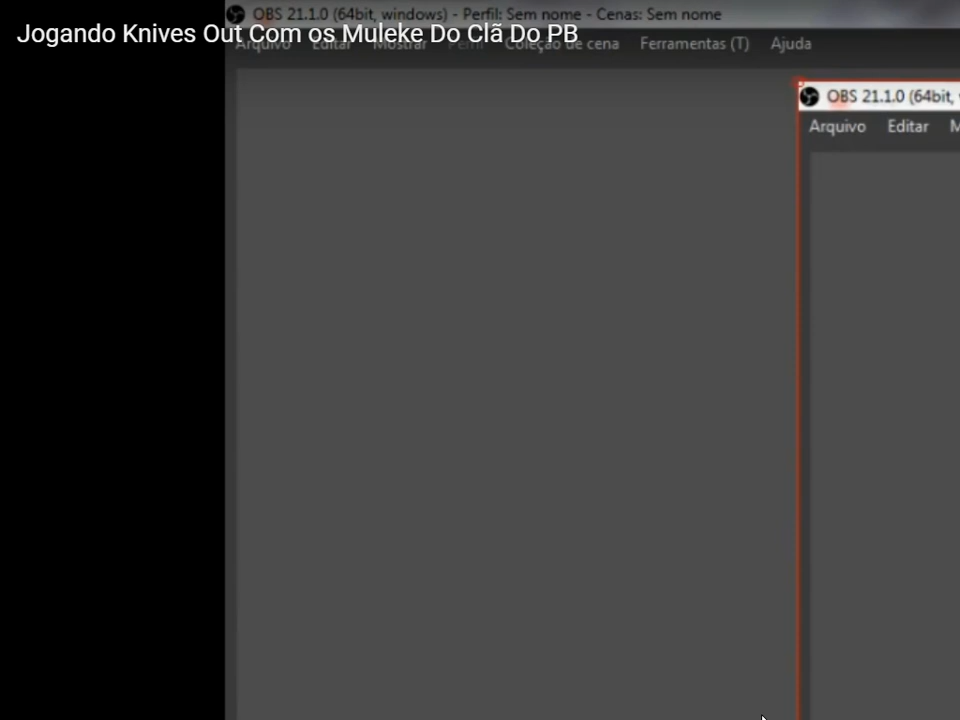 OBS 21.1.0 (64bit, windows) - Perfil: Sem nome - Cenas: Sem nome
Jogando Knives Out Com os Muleke Do Clã Do PB
Arquivo Editar Mostrar Perfil Coleção de cena Ferramentas (T) Ajuda
OBS 21.1.0 (64bit,
Arquivo Editar M